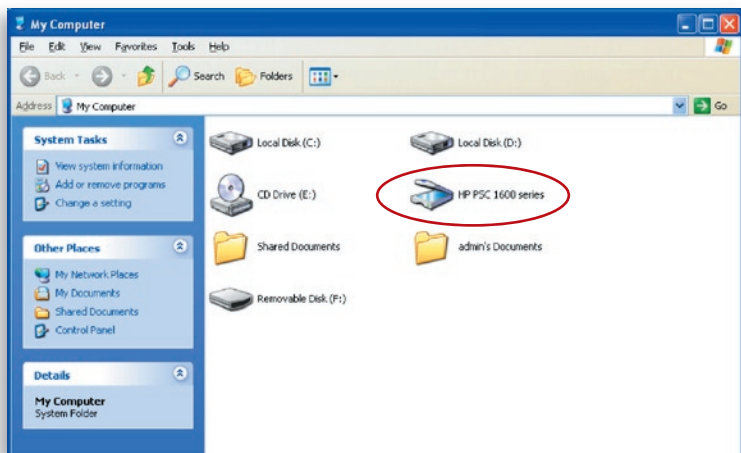 My Computer
File Edit View Favorites Tools Help
Back Search Folders
Address My Computer Go
System Tasks
View system information
Add or remove programs
Change a setting
Other Places
My Network Places
My Documents
Shared Documents
Control Panel
Details
My Computer
System Folder
Local Disk (C:) Local Disk (D:)
CD Drive (E:) HP PSC 1600 series
Shared Documents admin's Documents
Removable Disk (F:)